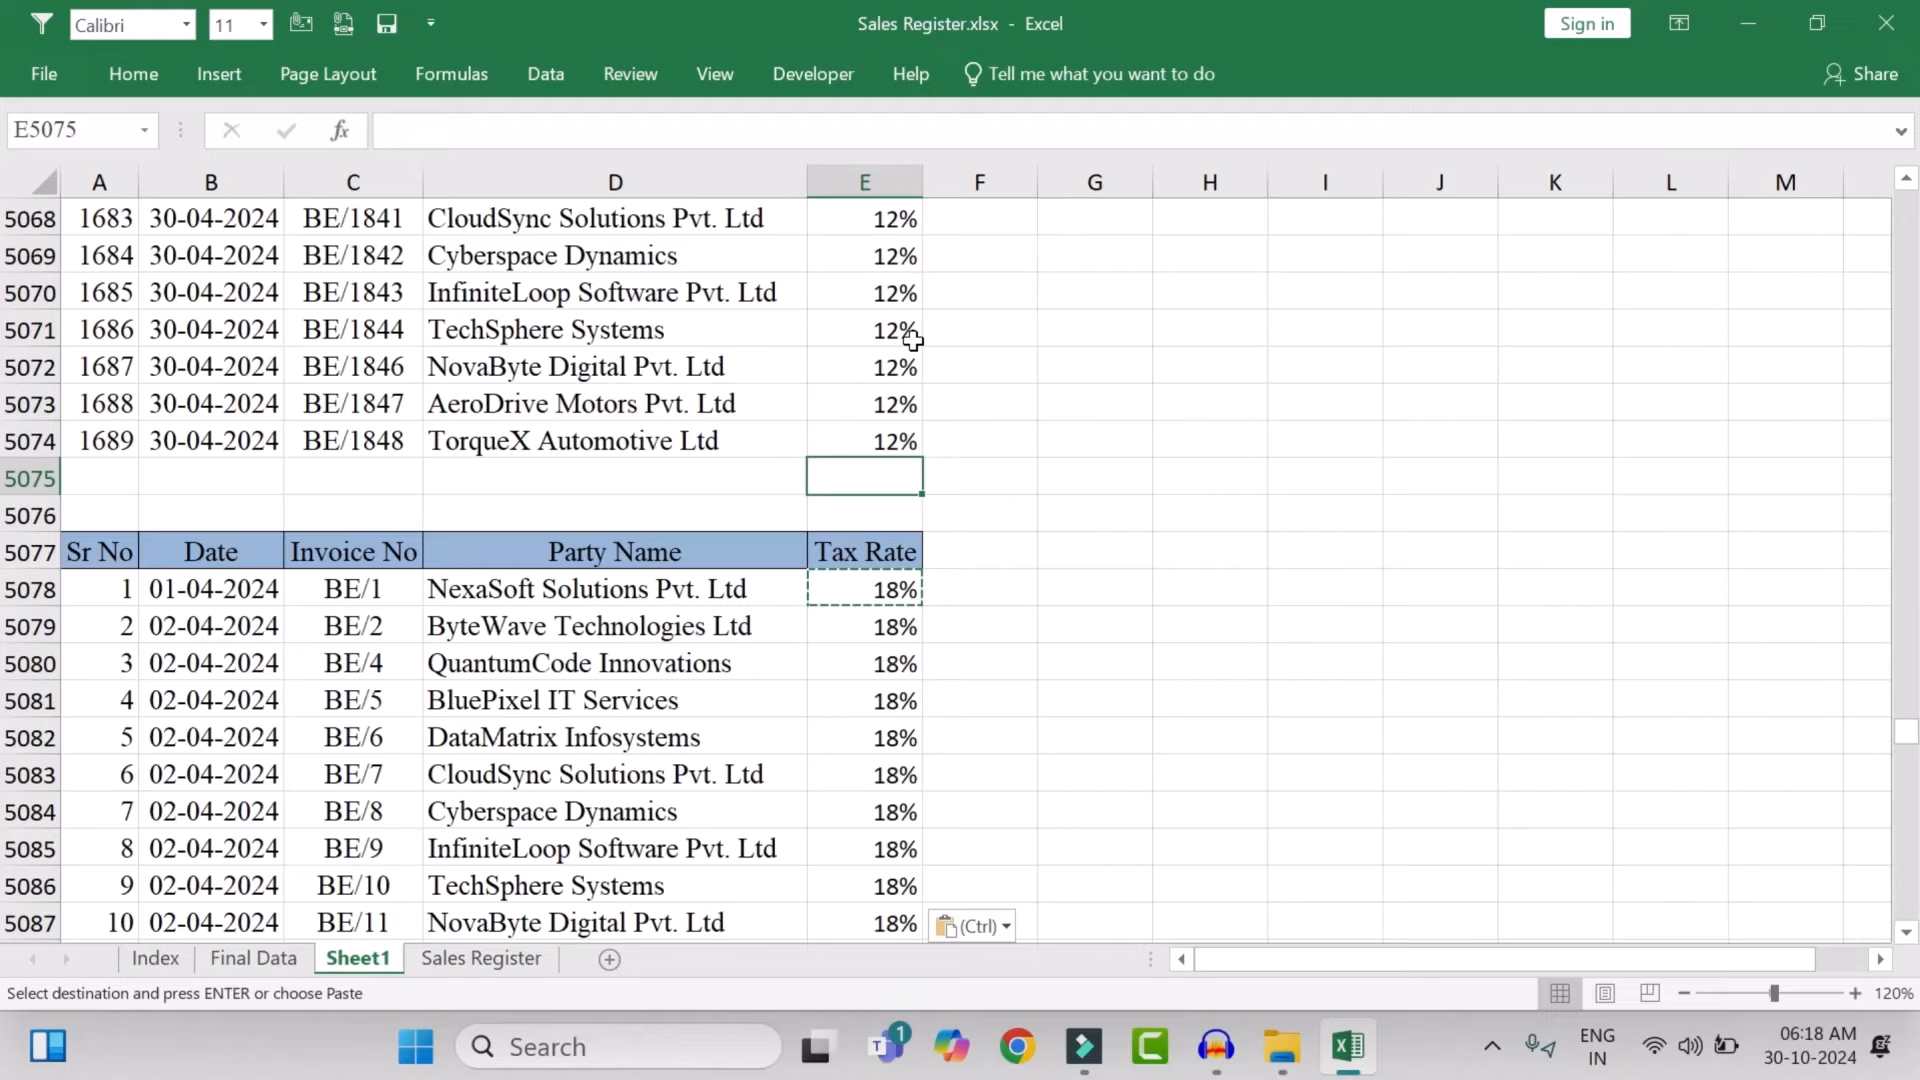 Calibri 11 Sales Register.xlsx - Excel Sign in
File Home Insert Page Layout Formulas Data Review View Developer Help Tell me what you want to do Share
E5075 fx
A B C D E F G H I J K L M
5068 1683 30-04-2024 BE/1841 CloudSync Solutions Pvt. Ltd 12%
5069 1684 30-04-2024 BE/1842 Cyberspace Dynamics 12%
5070 1685 30-04-2024 BE/1843 InfiniteLoop Software Pvt. Ltd 12%
5071 1686 30-04-2024 BE/1844 TechSphere Systems 12%
5072 1687 30-04-2024 BE/1846 NovaByte Digital Pvt. Ltd 12%
5073 1688 30-04-2024 BE/1847 AeroDrive Motors Pvt. Ltd 12%
5074 1689 30-04-2024 BE/1848 TorqueX Automotive Ltd 12%
5075
5076
5077 Sr No Date Invoice No Party Name Tax Rate
5078 1 01-04-2024 BE/1 NexaSoft Solutions Pvt. Ltd 18%
5079 2 02-04-2024 BE/2 ByteWave Technologies Ltd 18%
5080 3 02-04-2024 BE/4 QuantumCode Innovations 18%
5081 4 02-04-2024 BE/5 BluePixel IT Services 18%
5082 5 02-04-2024 BE/6 DataMatrix Infosystems 18%
5083 6 02-04-2024 BE/7 CloudSync Solutions Pvt. Ltd 18%
5084 7 02-04-2024 BE/8 Cyberspace Dynamics 18%
5085 8 02-04-2024 BE/9 InfiniteLoop Software Pvt. Ltd 18%
5086 9 02-04-2024 BE/10 TechSphere Systems 18%
5087 10 02-04-2024 BE/11 NovaByte Digital Pvt. Ltd 18% (Ctrl)
Index Final Data Sheet1 Sales Register
Select destination and press ENTER or choose Paste 120%
Search 1 ENG IN 06:18 AM
30-10-2024